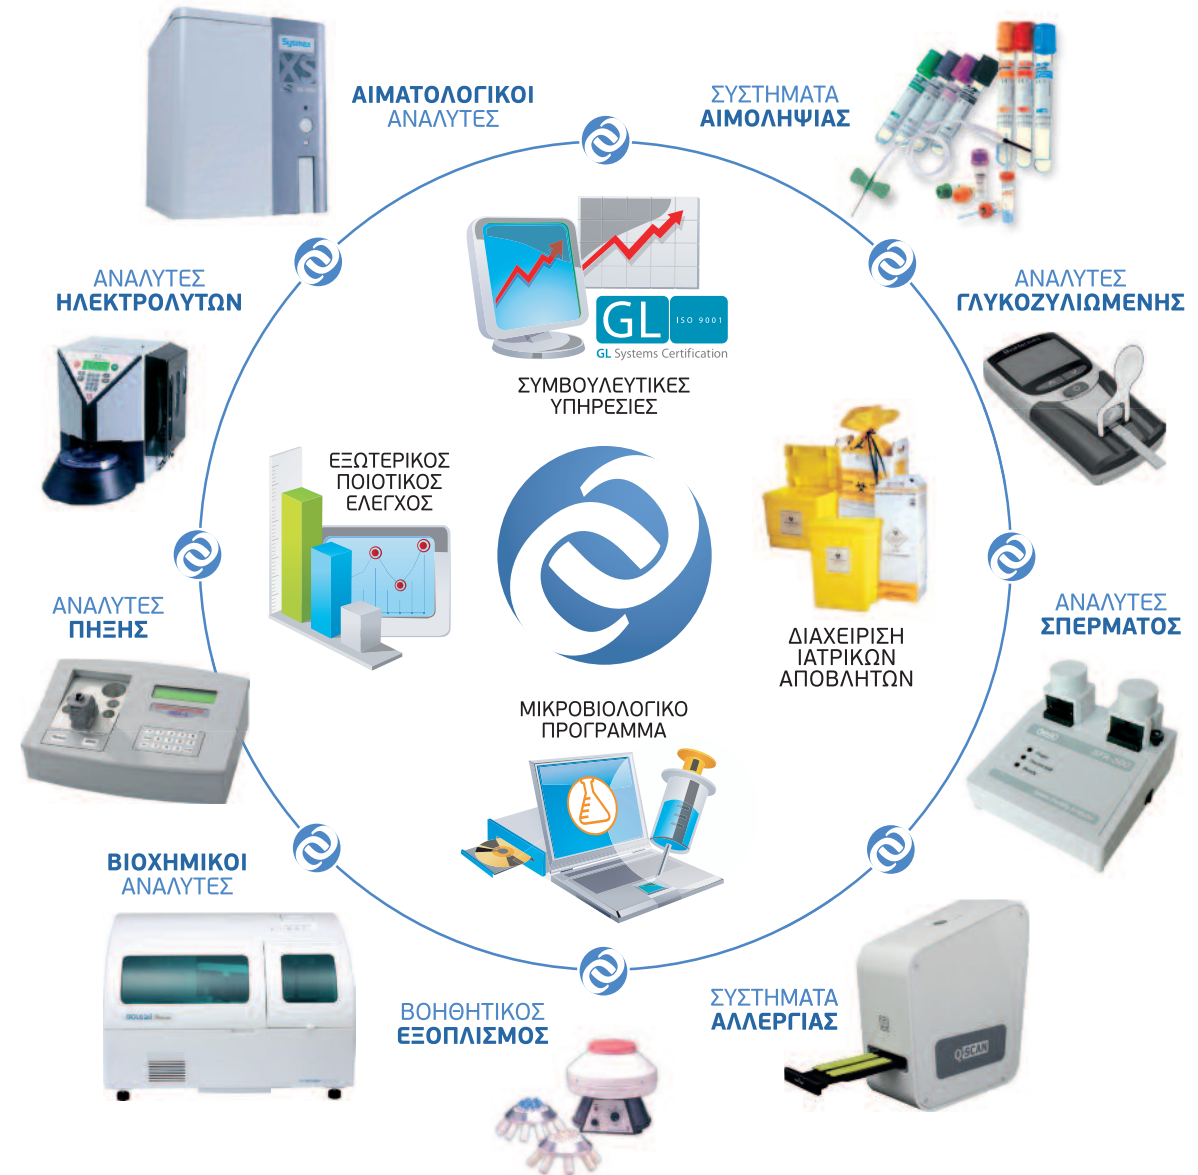 Sysmex
XS
ΑΙΜΑΤΟΛΟΓΙΚΟΙ
ΑΝΑΛΥΤΕΣ
ΣΥΣΤΗΜΑΤΑ
ΑΙΜΟΛΗΨΙΑΣ
ΑΝΑΛΥΤΕΣ
ΗΛΕΚΤΡΟΛΥΤΩΝ
ΑΝΑΛΥΤΕΣ
ΓΛΥΚΟΖΥΛΙΩΜΕΝΗΣ
GL ISO 9001
GL Systems Certification
ΣΥΜΒΟΥΛΕΥΤΙΚΕΣ
ΥΠΗΡΕΣΙΕΣ
ΕΞΩΤΕΡΙΚΟΣ
ΠΟΙΟΤΙΚΟΣ
ΕΛΕΓΧΟΣ
ΑΝΑΛΥΤΕΣ
ΠΗΞΗΣ
ΔΙΑΧΕΙΡΙΣΗ
ΙΑΤΡΙΚΩΝ
ΑΠΟΒΛΗΤΩΝ
ΑΝΑΛΥΤΕΣ
ΣΠΕΡΜΑΤΟΣ
ΜΙΚΡΟΒΙΟΛΟΓΙΚΟ
ΠΡΟΓΡΑΜΜΑ
ΒΙΟΧΗΜΙΚΟΙ
ΑΝΑΛΥΤΕΣ
ΒΟΗΘΗΤΙΚΟΣ
ΕΞΟΠΛΙΣΜΟΣ
ΣΥΣΤΗΜΑΤΑ
ΑΛΛΕΡΓΙΑΣ
Q SCAN